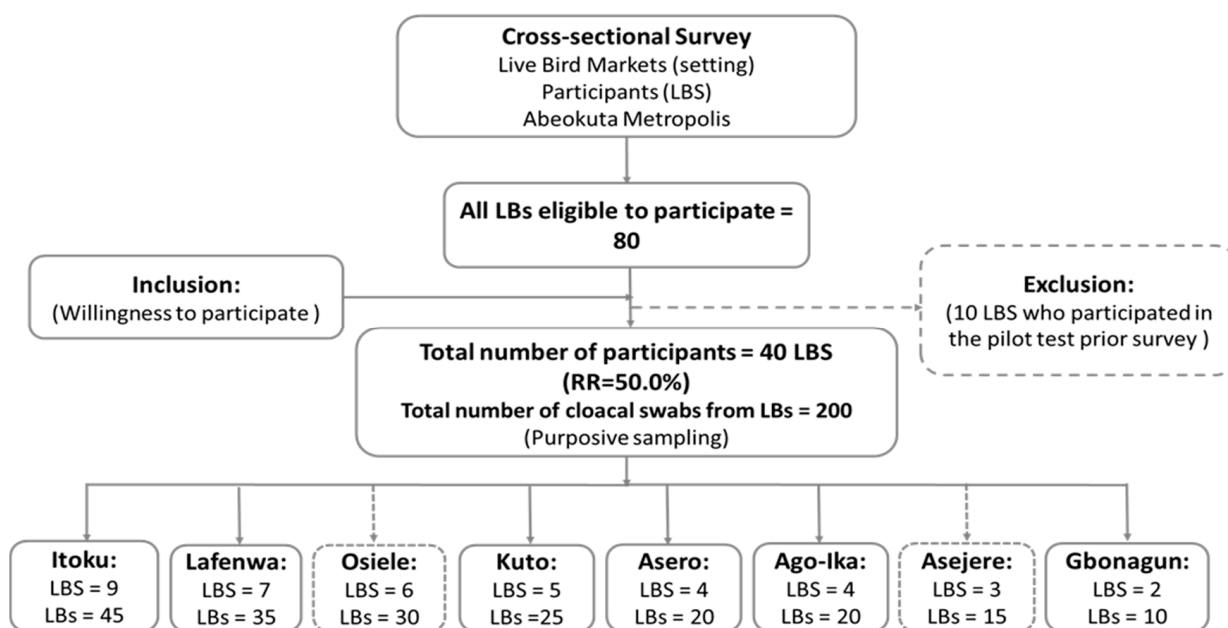 Cross-sectional Survey
Live Bird Markets (setting)
Participants (LBS)
Abeokuta Metropolis
All LBs eligible to participate =
80
Inclusion:
(Willingness to participate )
Exclusion:
(10 LBS who participated in
the pilot test prior survey )
Total number of participants = 40 LBS
(RR=50.0%)
Total number of cloacal swabs from LBs = 200
(Purposive sampling)
Itoku:
LBS = 9
LBs = 45
Lafenwa:
LBS = 7
LBs = 35
Osiele:
LBS = 6
LBs = 30
Kuto:
LBS = 5
LBs =25
Asero:
LBS = 4
LBs = 20
Ago-Ika:
LBS = 4
LBs = 20
Asejere:
LBS = 3
LBs = 15
Gbonagun:
LBS = 2
LBs = 10